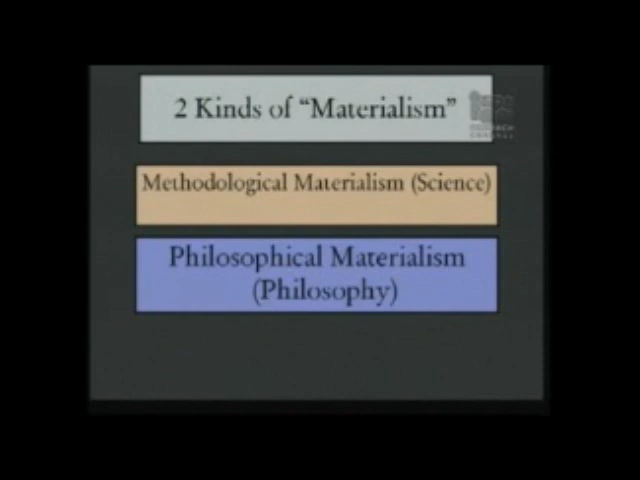 2 Kinds of “Materialism”
Methodological Materialism (Science)
Philosophical Materialism
(Philosophy)